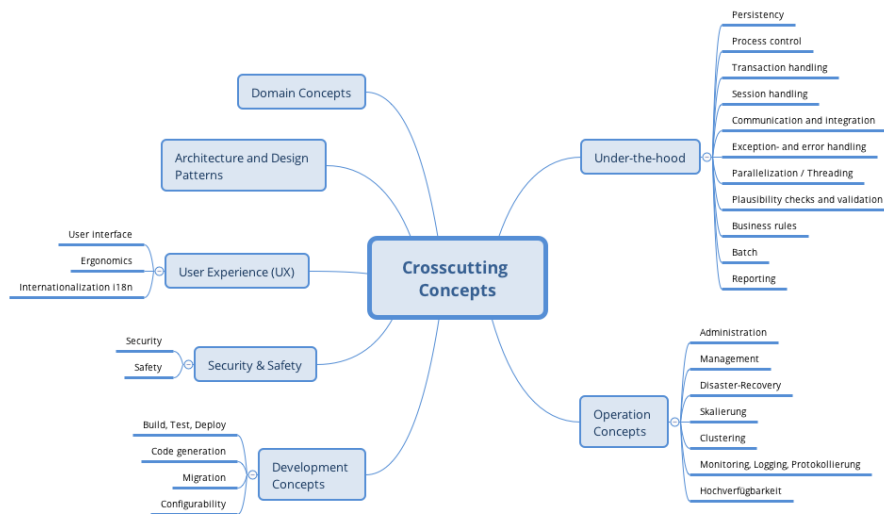 Crosscutting
Concepts
Domain Concepts
Architecture and Design
Patterns
User Experience (UX)
User interface
Ergonomics
Internationalization i18n
Security & Safety
Security
Safety
Development
Concepts
Build, Test, Deploy
Code generation
Migration
Configurability
Under-the-hood
Persistency
Process control
Transaction handling
Session handling
Communication and integration
Exception- and error handling
Parallelization / Threading
Plausibility checks and validation
Business rules
Batch
Reporting
Operation
Concepts
Administration
Management
Disaster-Recovery
Skalierung
Clustering
Monitoring, Logging, Protokollierung
Hochverfügbarkeit